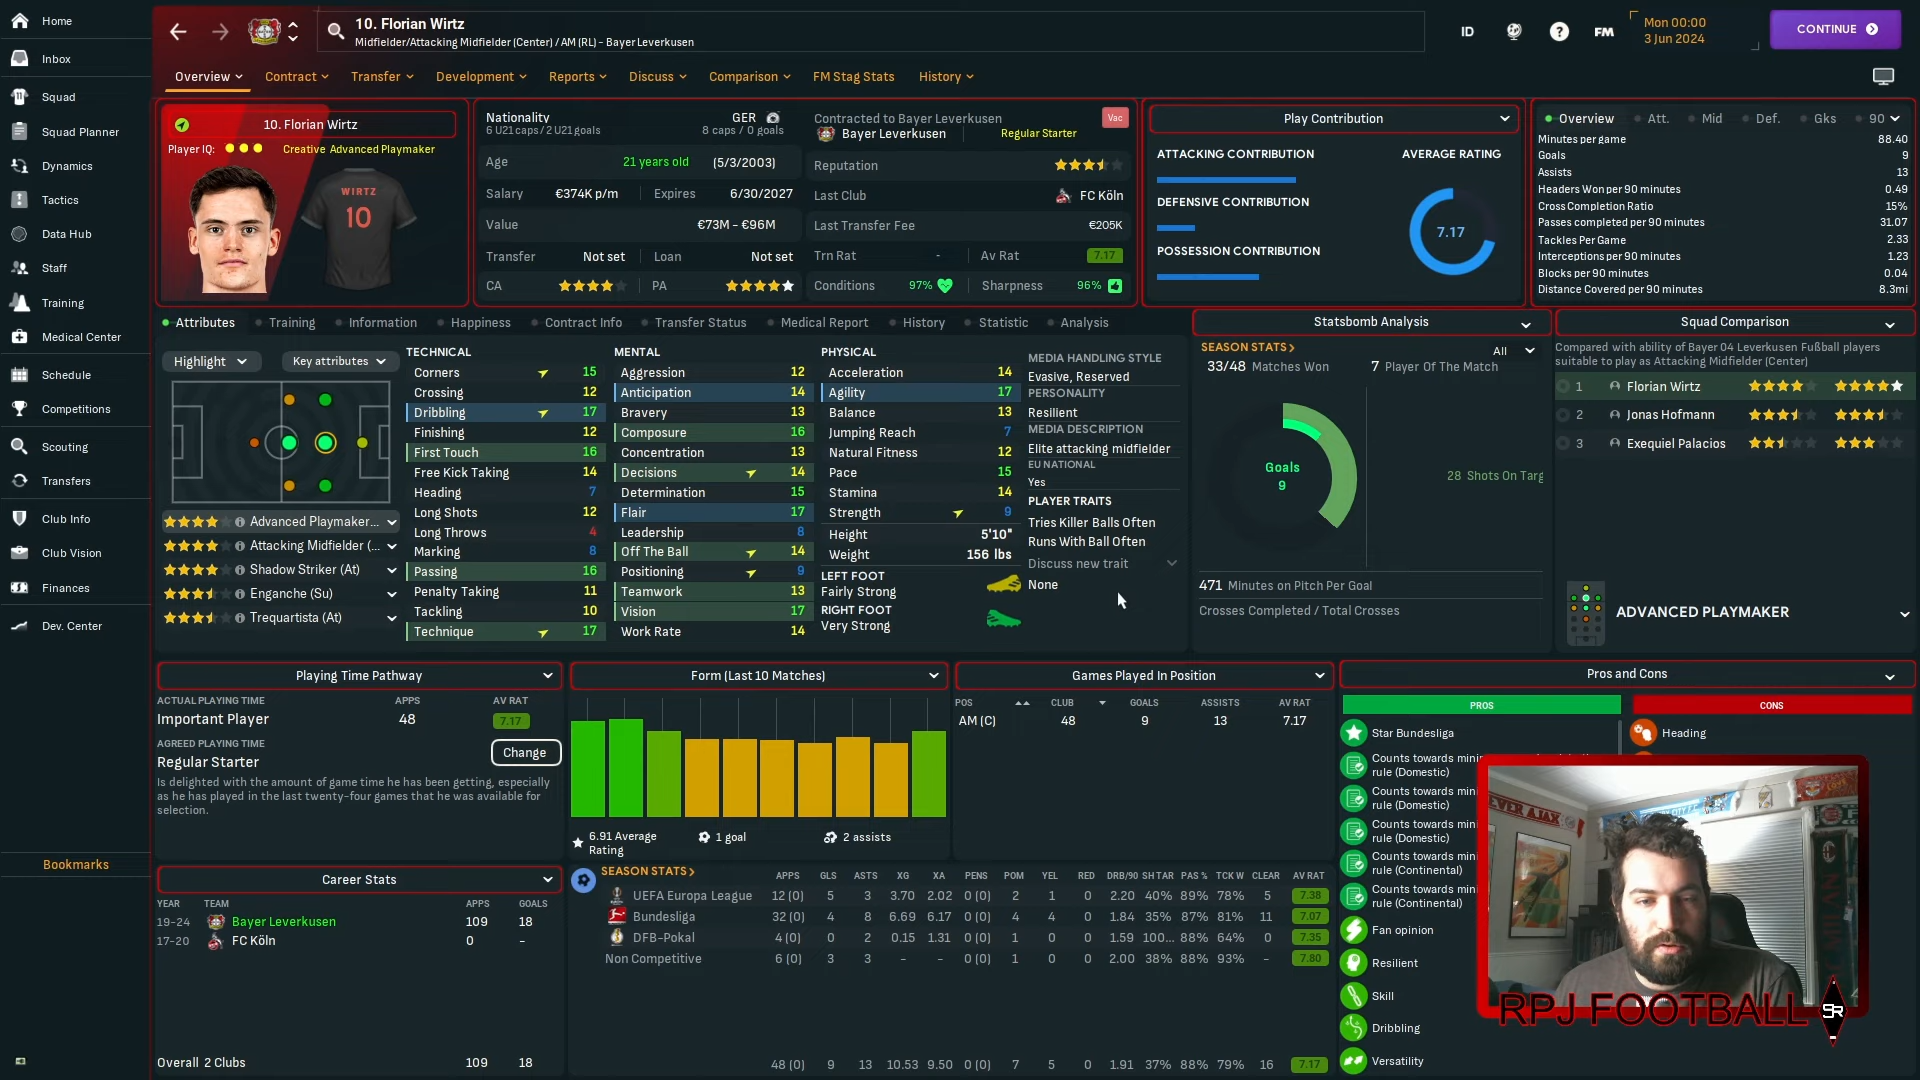 Home
Inbox
Squad
Squad Planner
Dynamics
Tactics
Data Hub
Staff
Training
Medical Center
Schedule
Competitions
Scouting
Transfers
Club Info
Club Vision
Finances
Dev. Center
Bookmarks
10. Florian Wirtz
Midfielder/Attacking Midfielder (Center) / AM (RL) - Bayer Leverkusen
ID
FM
Mon 00:00
3 Jun 2024
CONTINUE
Overview Contract Transfer Development Reports Discuss Comparison FM Stag Stats History
10. Florian Wirtz
Player IQ: Creative Advanced Playmaker
WIRTZ
10
Nationality GER
6 U21 caps / 2 U21 goals 8 caps / 0 goals
Age 21 years old (5/3/2003)
Salary €374K p/m Expires 6/30/2027
Value €73M - €96M
Transfer Not set Loan Not set
CA PA
Contracted to Bayer Leverkusen Vac
Bayer Leverkusen Regular Starter
Reputation
Last Club FC Köln
Last Transfer Fee €205K
Trn Rat - Av Rat 7.17
Conditions 97% Sharpness 96%
Play Contribution
ATTACKING CONTRIBUTION AVERAGE RATING
DEFENSIVE CONTRIBUTION
7.17
POSSESSION CONTRIBUTION
Overview Att. Mid Def. Gks 90
Minutes per game 88.40
Goals 9
Assists 13
Headers Won per 90 minutes 0.49
Cross Completion Ratio 15%
Passes completed per 90 minutes 31.07
Tackles Per Game 2.33
Interceptions per 90 minutes 1.23
Blocks per 90 minutes 0.04
Distance Covered per 90 minutes 8.3mi
Attributes Training Information Happiness Contract Info Transfer Status Medical Report History Statistic Analysis
Highlight Key attributes
Advanced Playmaker...
Attacking Midfielder (...
Shadow Striker (At)
Enganche (Su)
Trequartista (At)
TECHNICAL
Corners 15
Crossing 12
Dribbling 17
Finishing 12
First Touch 16
Free Kick Taking 14
Heading 7
Long Shots 12
Long Throws 4
Marking 8
Passing 16
Penalty Taking 11
Tackling 10
Technique 17
MENTAL
Aggression 12
Anticipation 14
Bravery 13
Composure 16
Concentration 13
Decisions 14
Determination 15
Flair 17
Leadership 8
Off The Ball 14
Positioning 9
Teamwork 13
Vision 17
Work Rate 14
PHYSICAL
Acceleration 14
Agility 17
Balance 13
Jumping Reach 7
Natural Fitness 12
Pace 15
Stamina 14
Strength 9
Height 5'10"
Weight 156 lbs
LEFT FOOT
Fairly Strong
RIGHT FOOT
Very Strong
MEDIA HANDLING STYLE
Evasive, Reserved
PERSONALITY
Resilient
MEDIA DESCRIPTION
Elite attacking midfielder
EU NATIONAL
Yes
PLAYER TRAITS
Tries Killer Balls Often
Runs With Ball Often
Discuss new trait
None
Statsbomb Analysis
SEASON STATS All
33/48 Matches Won 7 Player Of The Match
Goals
9
28 Shots On Targ
471 Minutes on Pitch Per Goal
Crosses Completed / Total Crosses
Squad Comparison
Compared with ability of Bayer 04 Leverkusen Fußball players
suitable to play as Attacking Midfielder (Center)
1 Florian Wirtz
2 Jonas Hofmann
3 Exequiel Palacios
ADVANCED PLAYMAKER
Playing Time Pathway
ACTUAL PLAYING TIME APPS AV RAT
Important Player 48 7.17
AGREED PLAYING TIME
Regular Starter Change
Is delighted with the amount of game time he has been getting, especially
as he has played in the last twenty-four games that he was available for
selection.
Form (Last 10 Matches)
6.91 Average
Rating
1 goal
2 assists
Games Played In Position
POS CLUB GOALS ASSISTS AV RAT
AM (C) 48 9 13 7.17
Pros and Cons
PROS CONS
Star Bundesliga
Counts towards mini
rule (Domestic)
Counts towards mini
rule (Domestic)
Counts towards mini
rule (Domestic)
Counts towards mini
rule (Continental)
Counts towards mini
rule (Continental)
Fan opinion
Resilient
Skill
Dribbling
Versatility
Heading
Career Stats
YEAR TEAM APPS GOALS
19-24 Bayer Leverkusen 109 18
17-20 FC Köln 0 -
Overall 2 Clubs 109 18
SEASON STATS APPS GLS ASTS XG XA PENS POM YEL RED DRB/90 SH TAR PAS % TCK W CLEAR AV RAT
UEFA Europa League 12 (0) 5 3 3.70 2.02 0 (0) 2 1 0 2.20 40% 89% 78% 5 7.38
Bundesliga 32 (0) 4 8 6.69 6.17 0 (0) 4 4 0 1.84 35% 87% 81% 11 7.07
DFB-Pokal 4 (0) 0 2 0.15 1.31 0 (0) 1 0 0 1.59 100... 88% 64% 0 7.35
Non Competitive 6 (0) 3 3 - - 0 (0) 1 0 0 2.00 38% 88% 93% - 7.80
48 (0) 9 13 10.53 9.50 0 (0) 7 5 0 1.91 37% 88% 79% 16 7.17
EVER AJAX
RPJ FOOTBALL